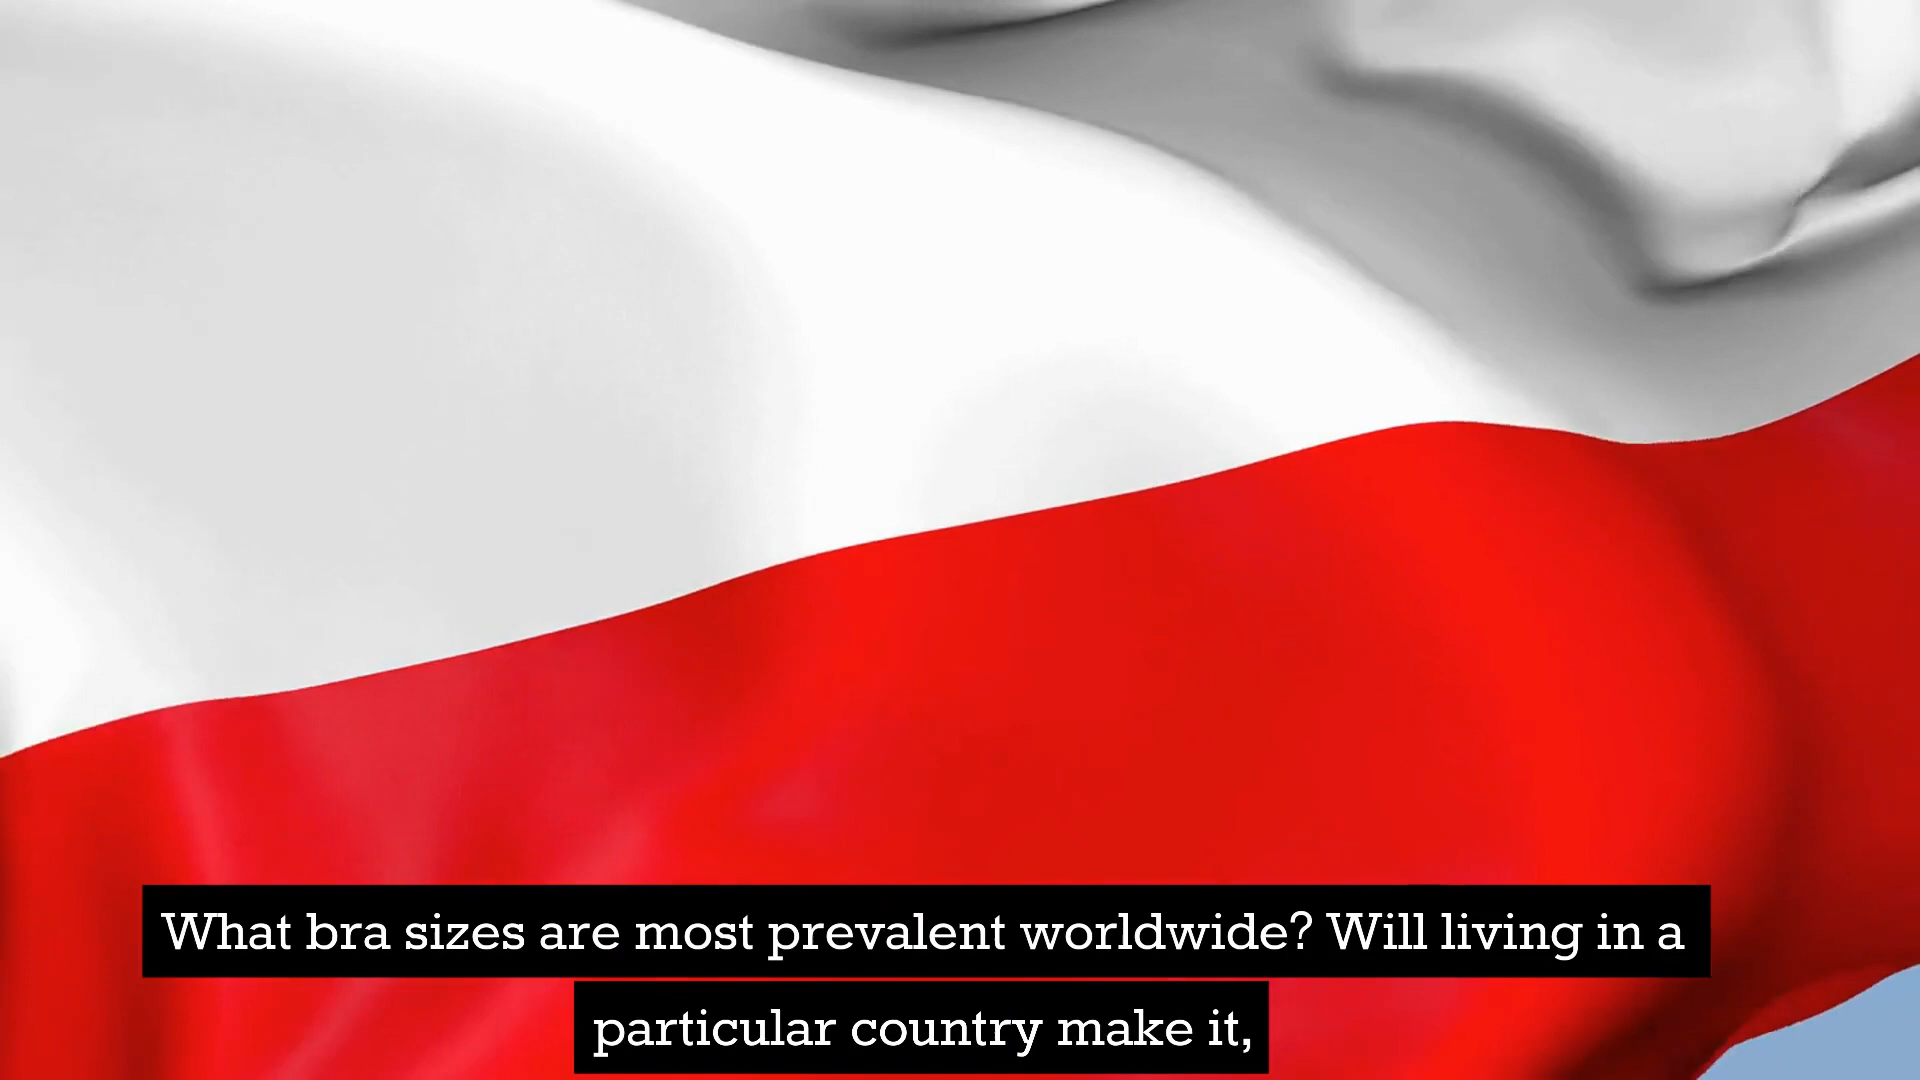 What bra sizes are most prevalent worldwide? Will living in a
particular country make it,